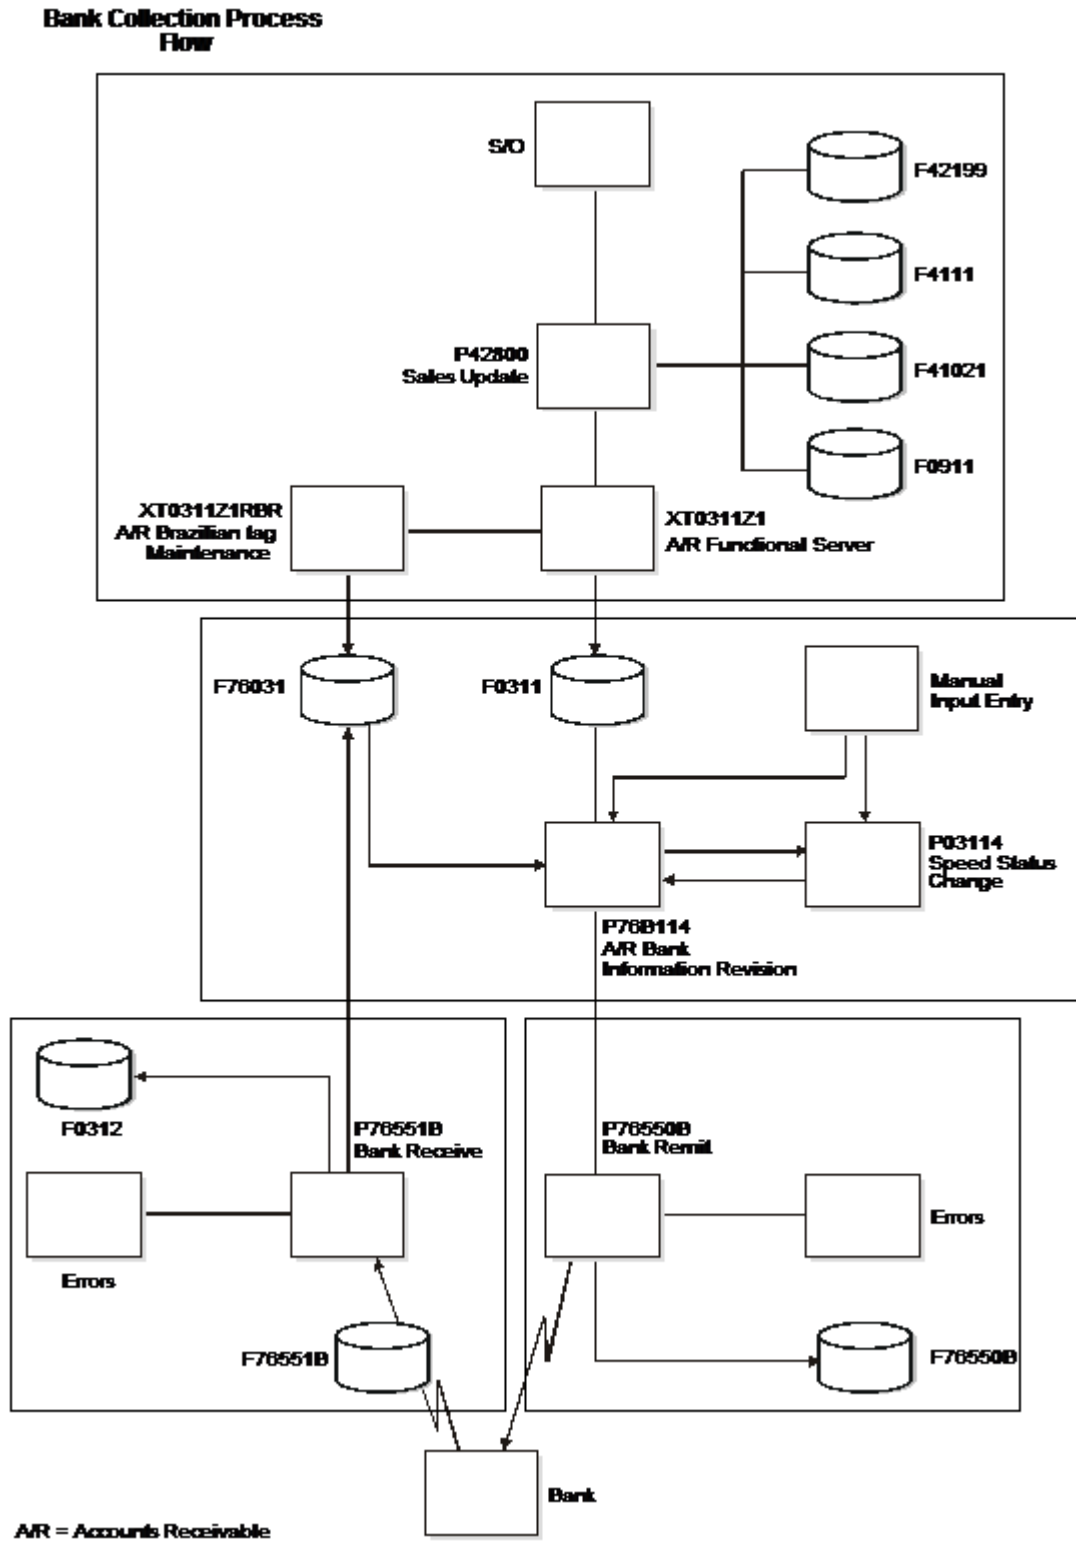 Bank Collection Process
Flow
S/O
F42199
F4111
P42800
Sales Update
F41021
F0911
XT0311Z1RBR
A/R Brazilian tag
Maintenance
XT0311Z1
A/R Functional Server
F76031
F0311
Manual
Input Entry
P03114
Speed Status
Change
P76B114
A/R Bank
Information Revision
F0312
P76551B
Bank Receive
P76550B
Bank Remit
Errors
Errors
F76551B
F76550B
Bank
A/R = Accounts Receivable